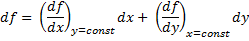 df = (df/dx)_{y=const} dx + (df/dy)_{x=const} dy